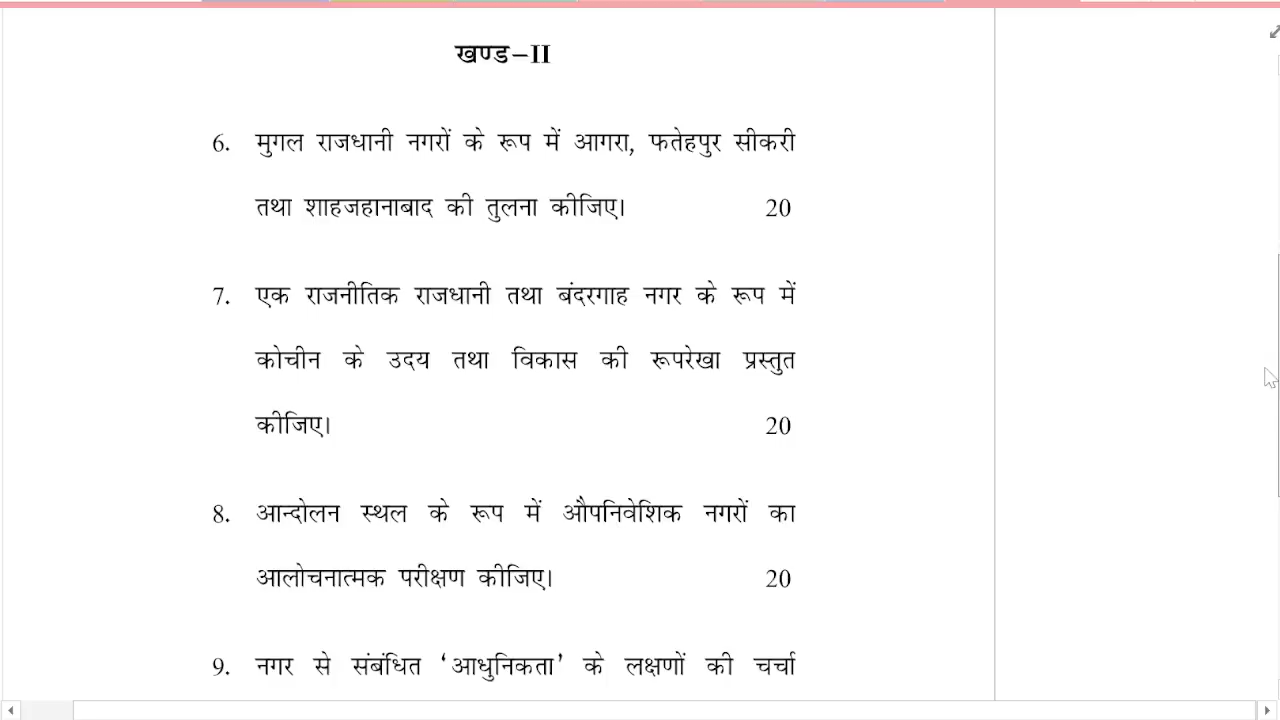 खण्ड–II
6. मुगल राजधानी नगरों के रूप में आगरा, फतेहपुर सीकरी
तथा शाहजहानाबाद की तुलना कीजिए। 20
7. एक राजनीतिक राजधानी तथा बंदरगाह नगर के रूप में
कोचीन के उदय तथा विकास की रूपरेखा प्रस्तुत
कीजिए। 20
8. आन्दोलन स्थल के रूप में औपनिवेशिक नगरों का
आलोचनात्मक परीक्षण कीजिए। 20
9. नगर से संबंधित ‘आधुनिकता’ के लक्षणों की चर्चा